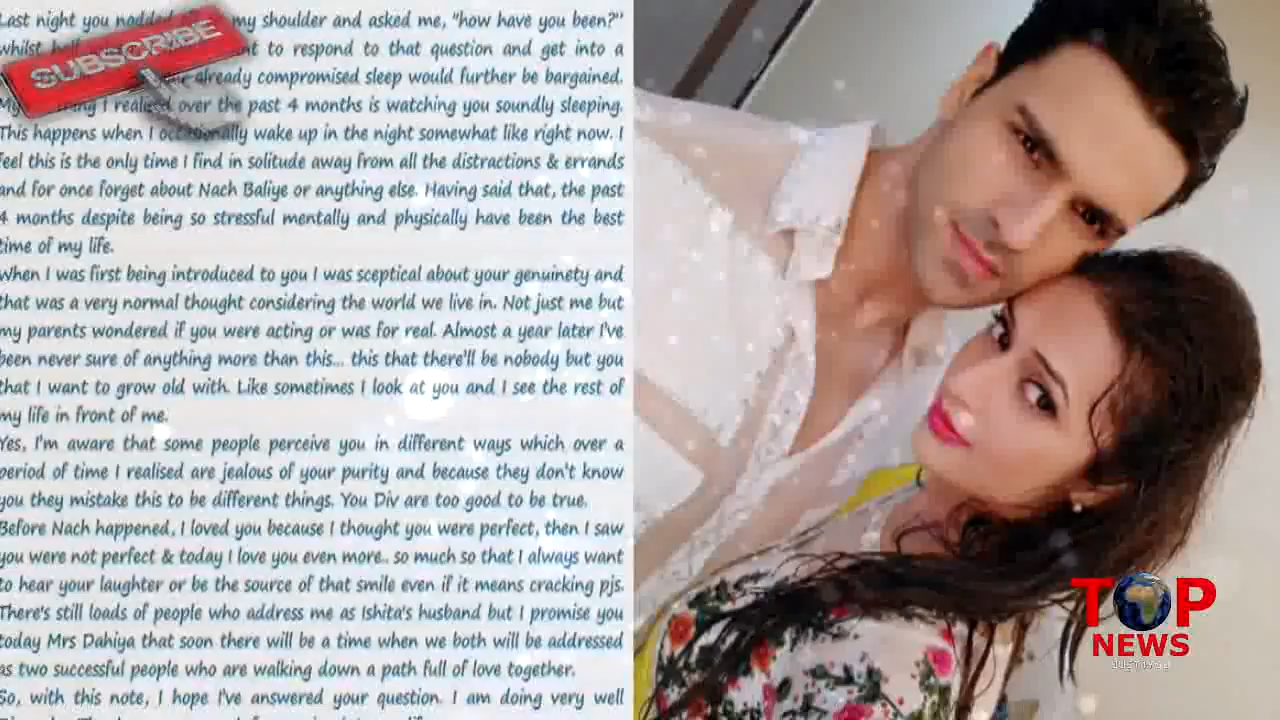 Last night you nodded my shoulder and asked me, "how have you been?"
whilst to respond to that question and get into a
already compromised sleep would further be bargained.
I realised over the past 4 months is watching you soundly sleeping.
This happens when I occasionally wake up in the night somewhat like right now. I
feel this is the only time I find in solitude away from all the distractions & errands
and for once forget about Nach Baliye or anything else. Having said that, the past
4 months despite being so stressful mentally and physically have been the best
time of my life.
When I was first being introduced to you I was sceptical about your genuinety and
that was a very normal thought considering the world we live in. Not just me but
my parents wondered if you were acting or was for real. Almost a year later I've
been never sure of anything more than this... this that there'll be nobody but you
that I want to grow old with. Like sometimes I look at you and I see the rest of
my life in front of me.
Yes, I'm aware that some people perceive you in different ways which over a
period of time I realised are jealous of your purity and because they don't know
you they mistake this to be different things. You Div are too good to be true.
Before Nach happened, I loved you because I thought you were perfect, then I saw
you were not perfect & today I love you even more.. so much so that I always want
to hear your laughter or be the source of that smile even if it means cracking pjs.
There's still loads of people who address me as Ishita's husband but I promise you
today Mrs Dahiya that soon there will be a time when we both will be addressed
as two successful people who are walking down a path full of love together.
So, with this note, I hope I've answered your question. I am doing very well
SUBSCRIBE
TOP
NEWS